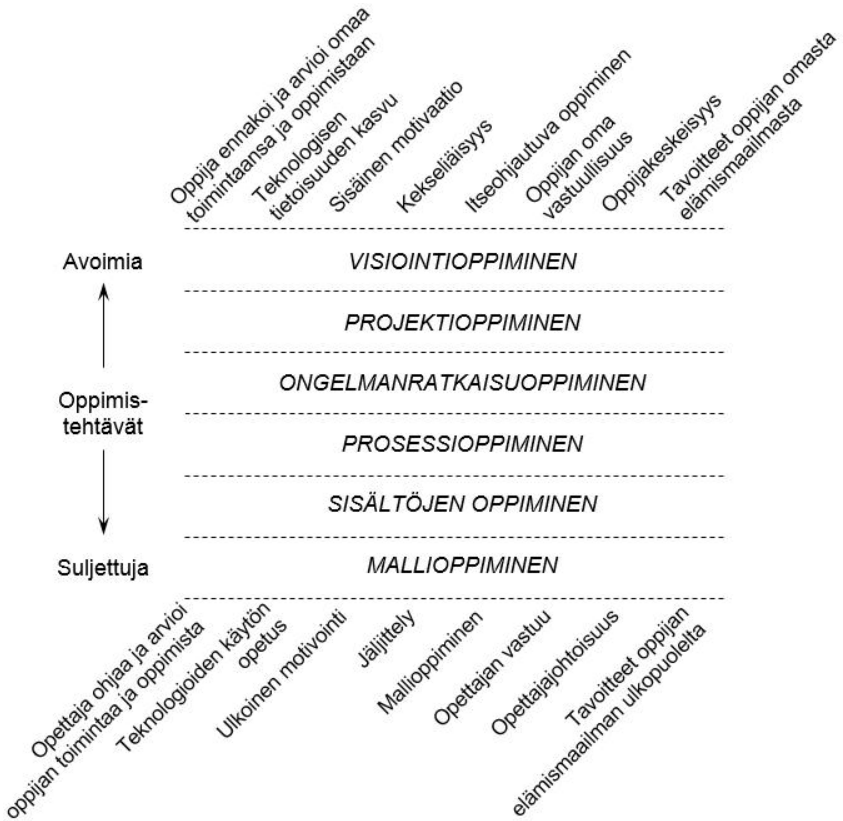 Oppija ennakoi ja arvioi omaa
toimintaansa ja oppimistaan
Teknologisen
tietoisuuden kasvu
Sisäinen motivaatio
Kekseliäisyys
Itseohjautuva oppiminen
Oppijan oma
vastuullisuus
Oppijakeskeisyys
Tavoitteet oppijan omasta
elämismaailmasta
Avoimia
VISIOINTIOPPIMINEN
PROJEKTIOPPIMINEN
ONGELMANRATKAISUOPPIMINEN
Oppimis-
tehtävät
PROSESSIOPPIMINEN
SISÄLTÖJEN OPPIMINEN
Suljettuja
MALLIOPPIMINEN
Opettaja ohjaa ja arvioi
oppijan toimintaa ja oppimista
Teknologioiden käytön
opetus
Ulkoinen motivointi
Jäljittely
Mallioppiminen
Opettajan vastuu
Opettajajohtoisuus
Tavoitteet oppijan
elämismaailman ulkopuolelta